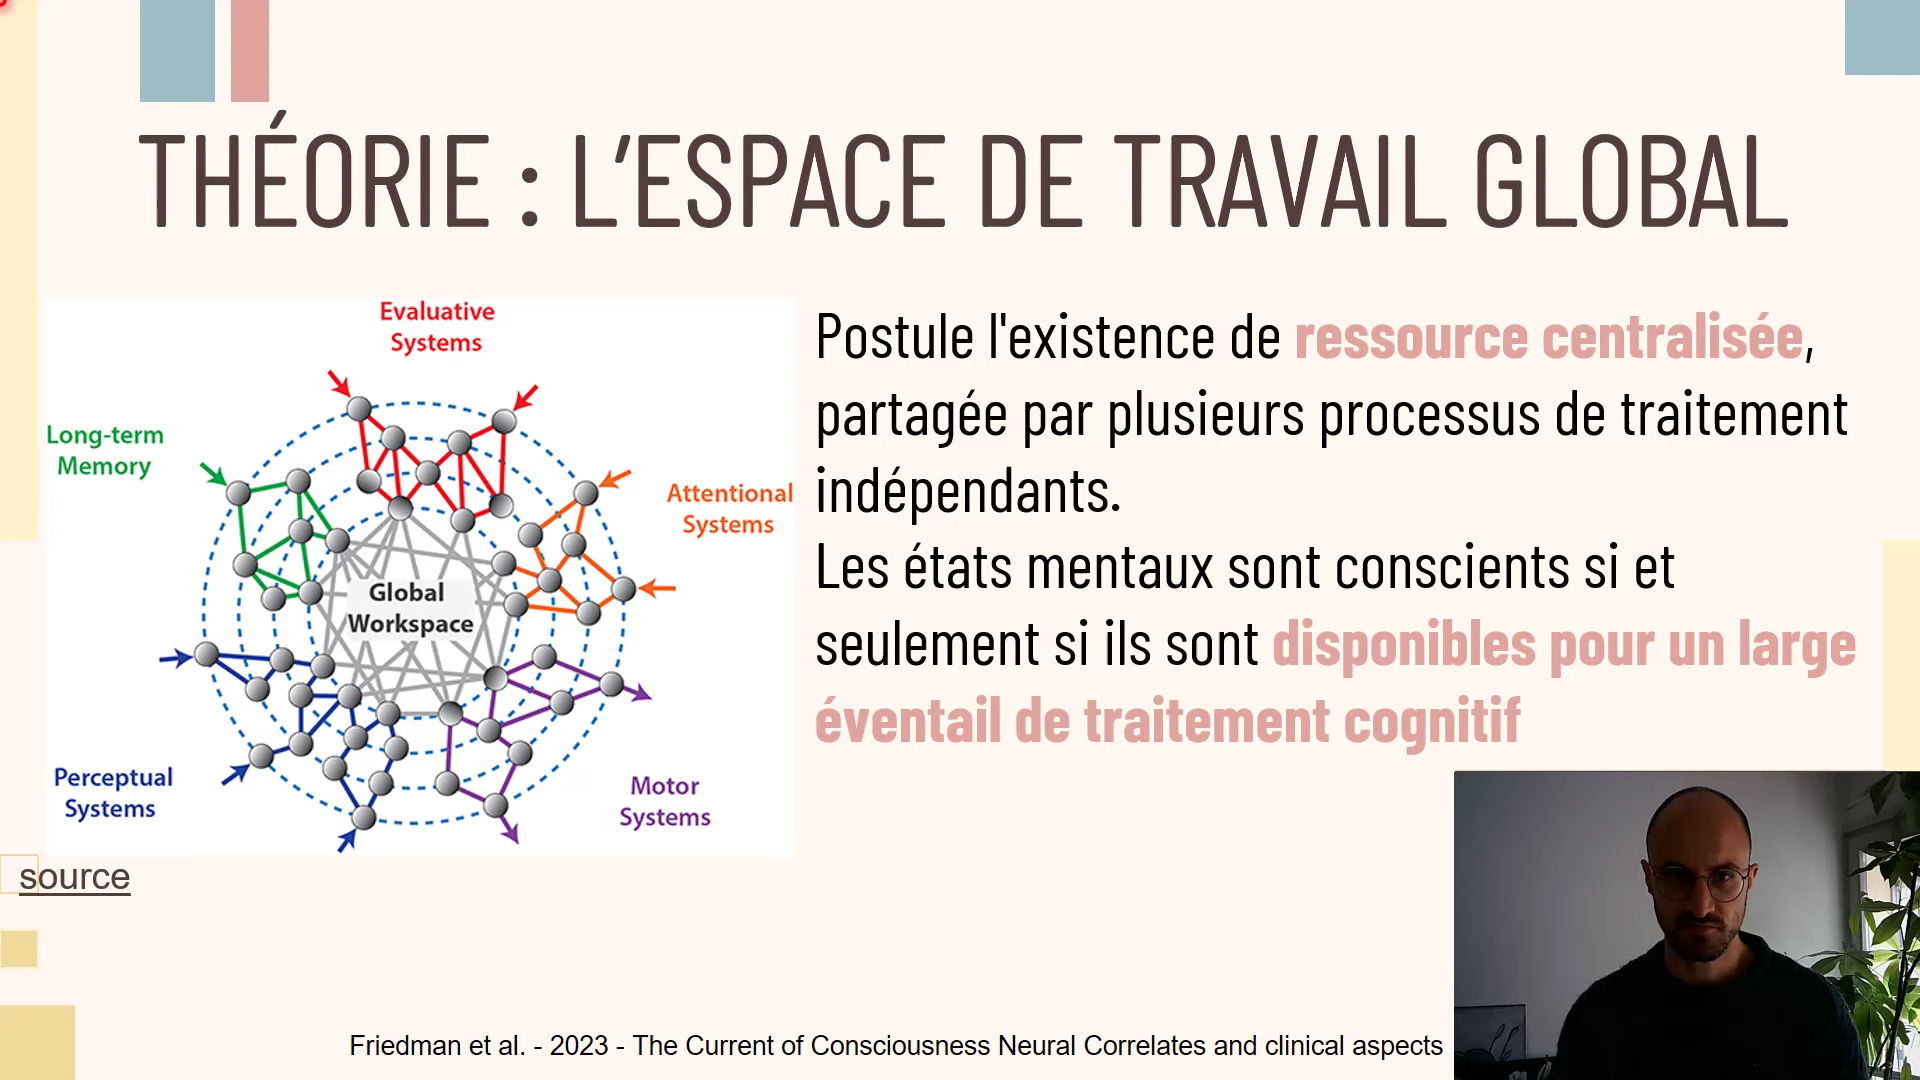 THÉORIE : L'ESPACE DE TRAVAIL GLOBAL
Evaluative
Systems
Long-term
Memory
Attentional
Systems
Global
Workspace
Perceptual
Systems
Motor
Systems
source
Postule l'existence de ressource centralisée,
partagée par plusieurs processus de traitement
indépendants.
Les états mentaux sont conscients si et
seulement si ils sont disponibles pour un large
éventail de traitement cognitif
Friedman et al. - 2023 - The Current of Consciousness Neural Correlates and clinical aspects